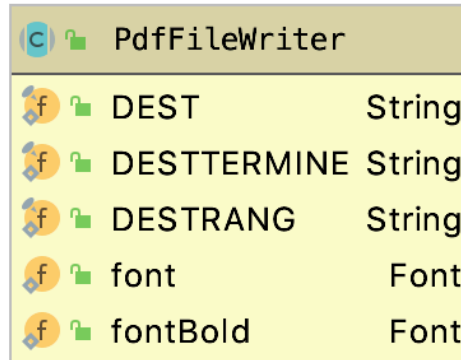 C PdfFileWriter
f DEST String
f DESTTERMINE String
f DESTRANG String
f font Font
f fontBold Font